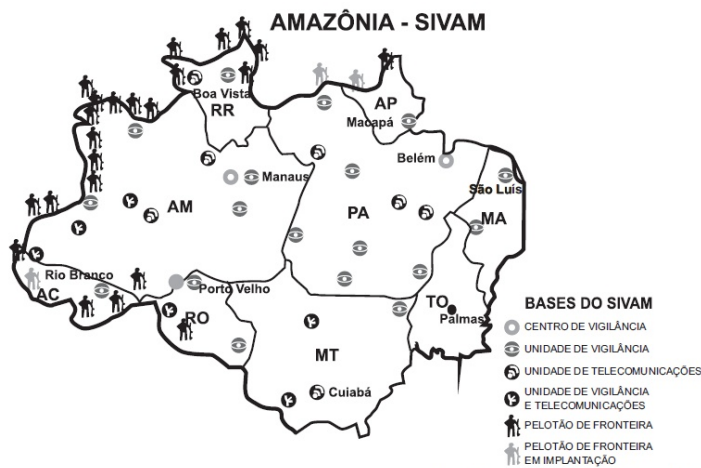 AMAZÔNIA - SIVAM
Boa Vista
RR
AP
Macapá
Belém
Manaus
São Luís
AM
PA
MA
Rio Branco
AC
Porto Velho
RO
TO
Palmas
MT
Cuiabá
BASES DO SIVAM
CENTRO DE VIGILÂNCIA
UNIDADE DE VIGILÂNCIA
UNIDADE DE TELECOMUNICAÇÕES
UNIDADE DE VIGILÂNCIA
E TELECOMUNICAÇÕES
PELOTÃO DE FRONTEIRA
PELOTÃO DE FRONTEIRA
EM IMPLANTAÇÃO